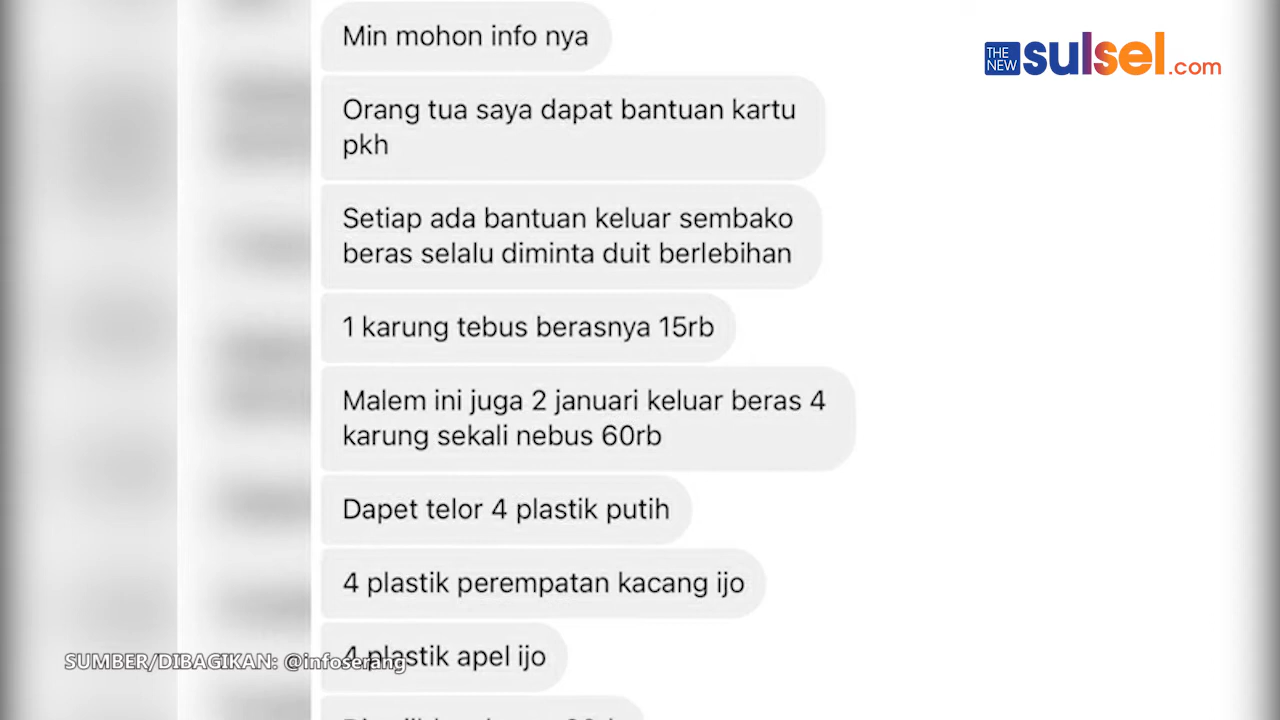 Min mohon info nya
THE NEW sulsel.com
Orang tua saya dapat bantuan kartu
pkh
Setiap ada bantuan keluar sembako
beras selalu diminta duit berlebihan
1 karung tebus berasnya 15rb
Malem ini juga 2 januari keluar beras 4
karung sekali nebus 60rb
Dapet telor 4 plastik putih
4 plastik perempatan kacang ijo
4 plastik apel ijo
SUMBER/DIBAGIKAN: @infoserang